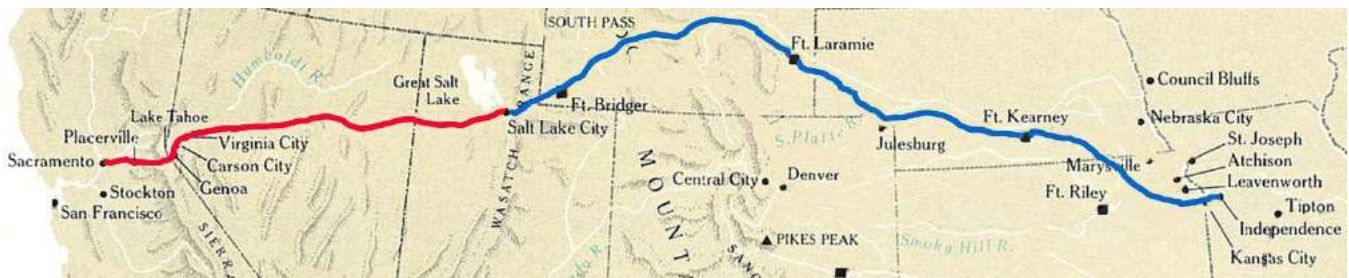 SOUTH PASS
Ft. Laramie
Humboldt R.
Great Salt
Lake
RANGE
Ft. Bridger
Council Bluffs
Lake Tahoe
Placerville
Virginia City
Salt Lake City
S. Platte R.
Ft. Kearney
Nebraska City
Julesburg
St. Joseph
Sacramento
Carson City
Marysville
Atchison
Genoa
WASATCH
MOUNT
Central City
Denver
Leavenworth
Stockton
Ft. Riley
San Francisco
Tipton
Independence
SIERRA
PIKES PEAK
Smoky Hill R.
Kansas City
SANG